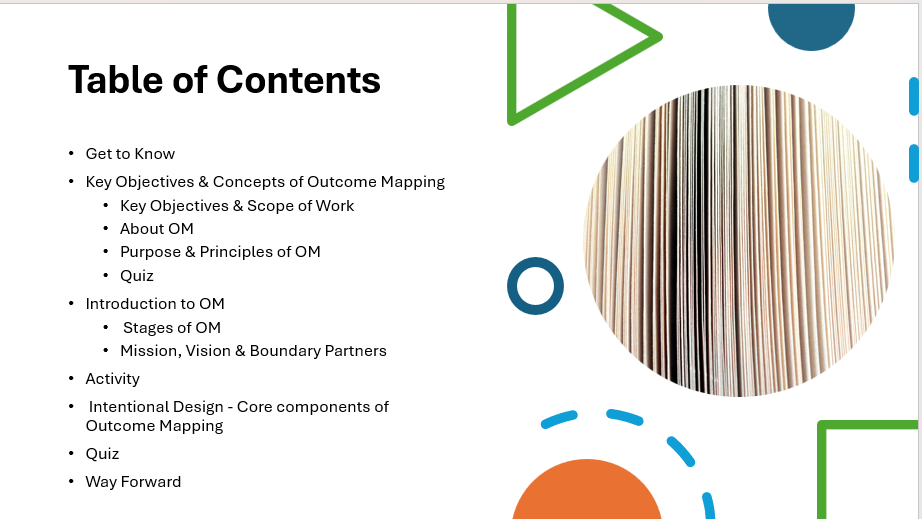 Table of Contents
• Get to Know
• Key Objectives & Concepts of Outcome Mapping
• Key Objectives & Scope of Work
• About OM
• Purpose & Principles of OM
• Quiz
• Introduction to OM
• Stages of OM
• Mission, Vision & Boundary Partners
• Activity
• Intentional Design - Core components of
Outcome Mapping
• Quiz
• Way Forward